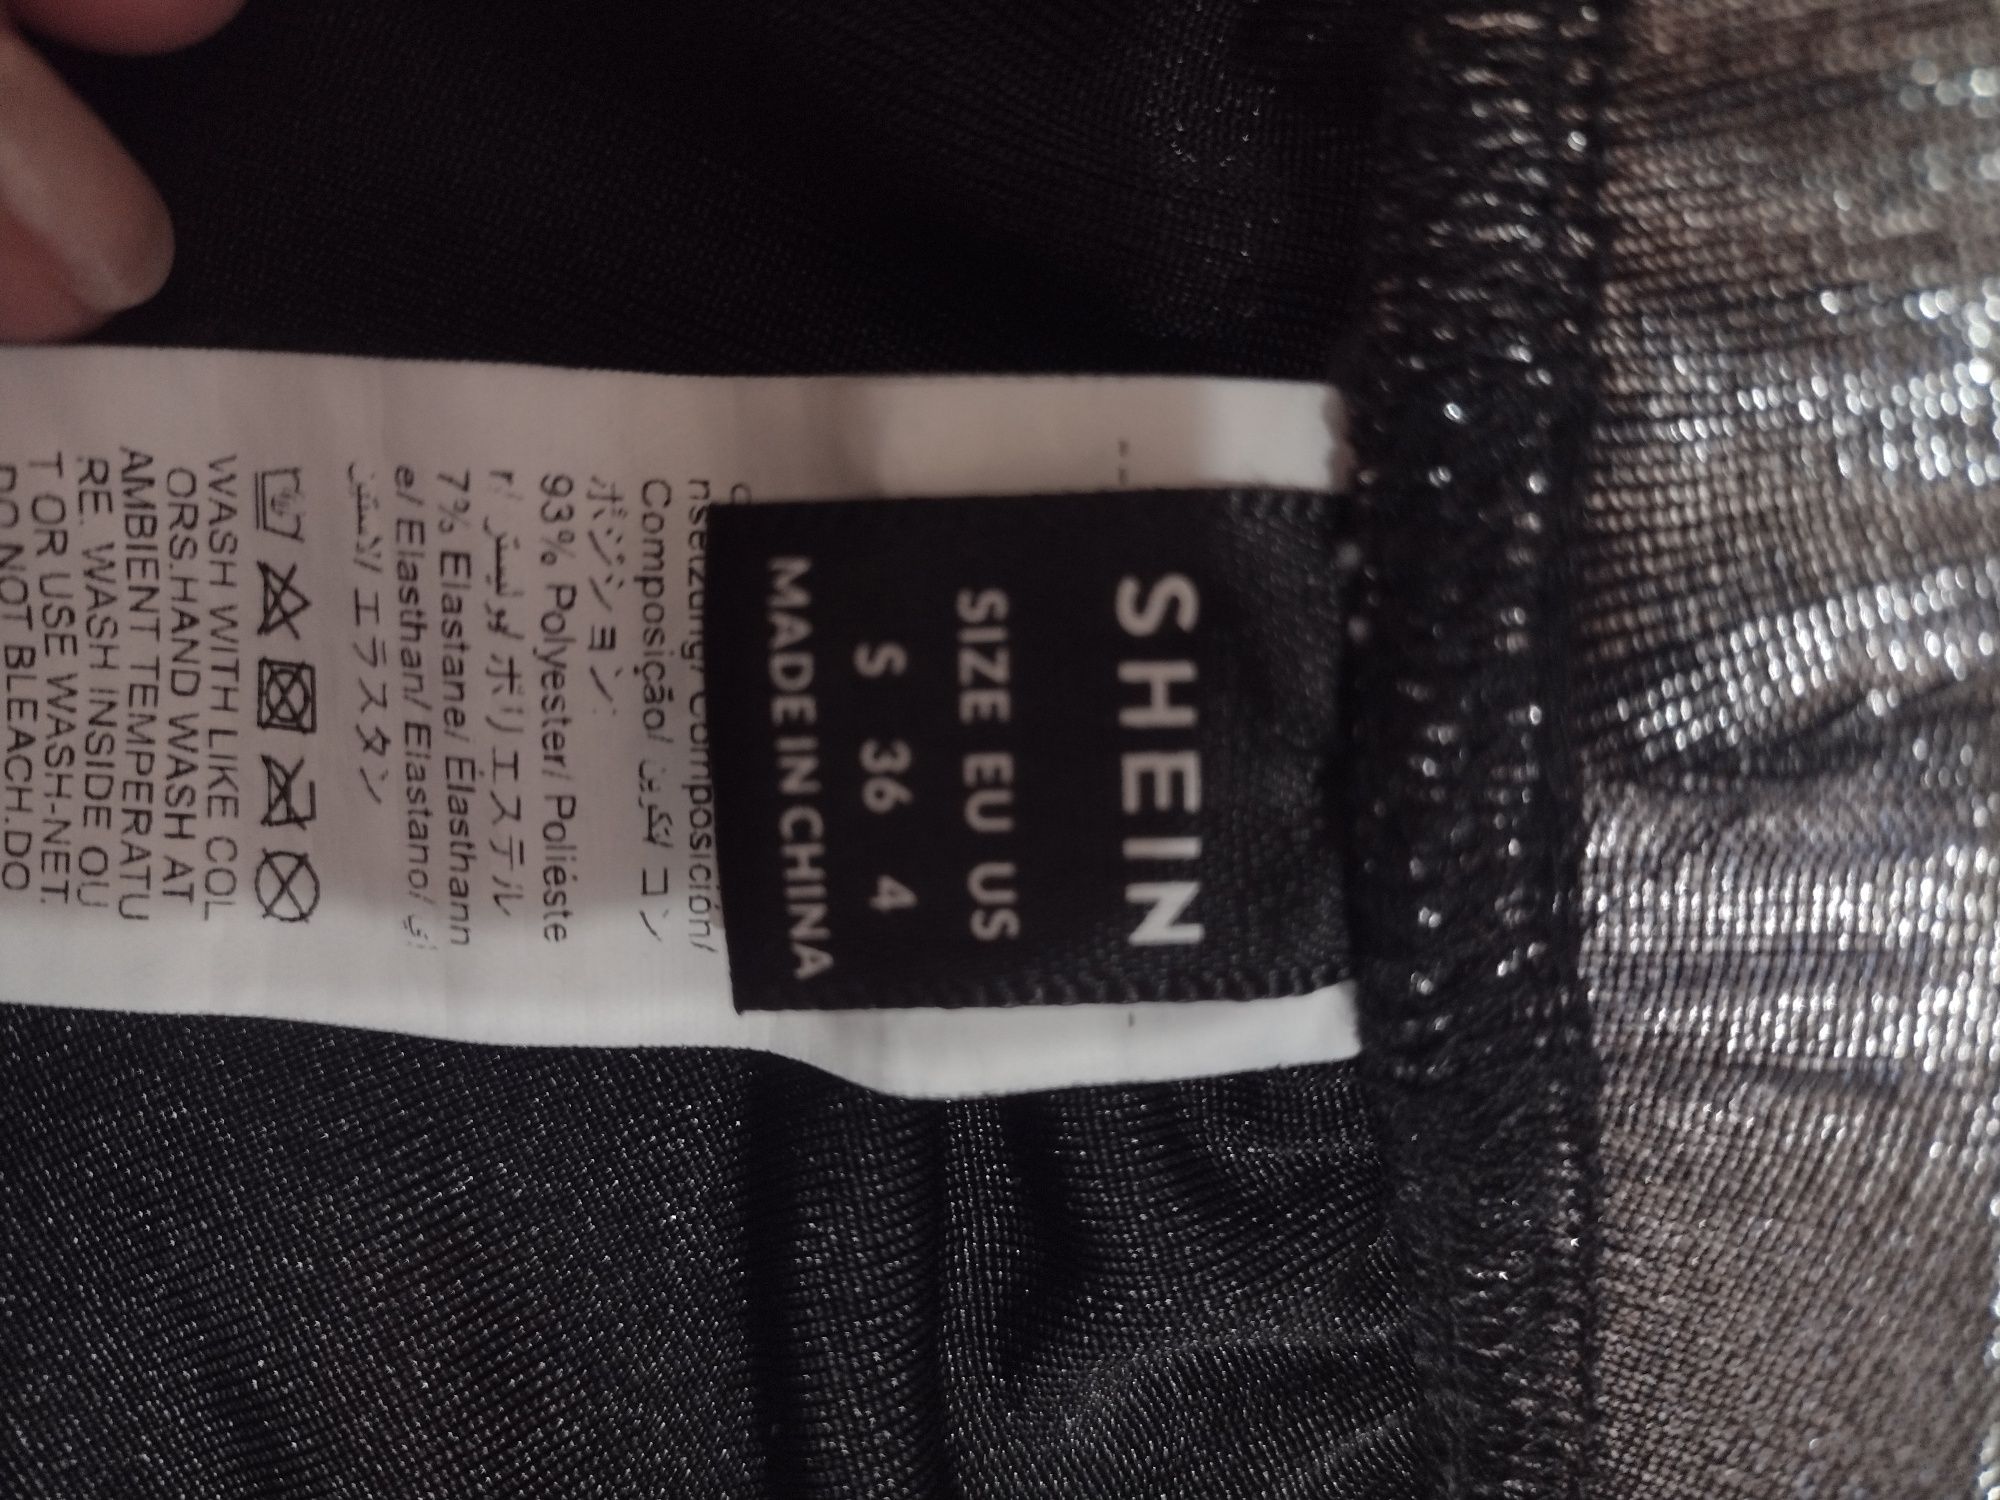 SHEIN
SIZE EU US
S 36 4
MADE IN CHINA
Composición/
Composição/ コン
ポジション:
93% Polyester/ Poliéste
ポリエステル
7% Elastane/ Élasthann
e/ Elasthan/ Elastano/
エラスタン
WASH WITH LIKE COL
ORS.HAND WASH AT
AMBIENT TEMPERATU
RE. WASH INSIDE OU
T OR USE WASH-NET.
DO NOT BLEACH.DO